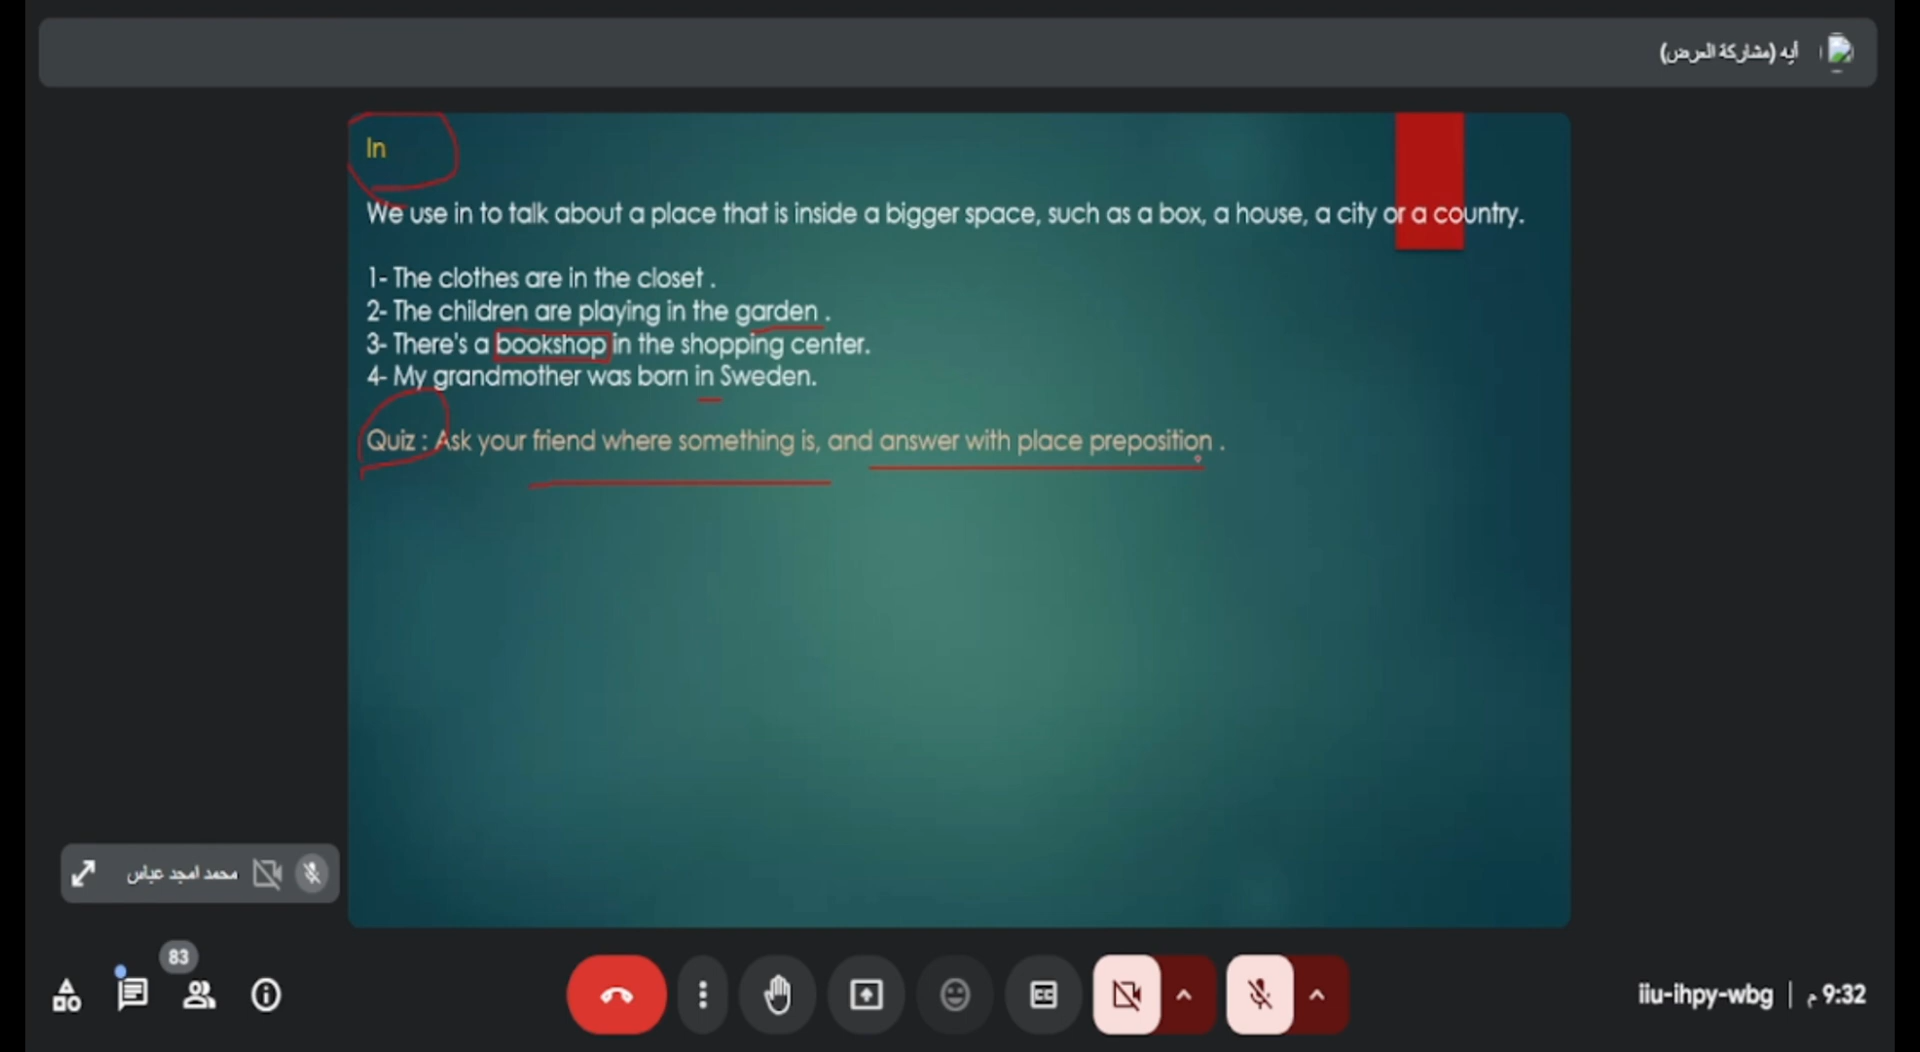 أيه (مشاركة العرض)
In
We use in to talk about a place that is inside a bigger space, such as a box, a house, a city or a country.
1- The clothes are in the closet .
2- The children are playing in the garden .
3- There's a bookshop in the shopping center.
4- My grandmother was born in Sweden.
Quiz : Ask your friend where something is, and answer with place preposition .
محمد امجد عباس
83
CC
iiu-ihpy-wbg | 9:32 م